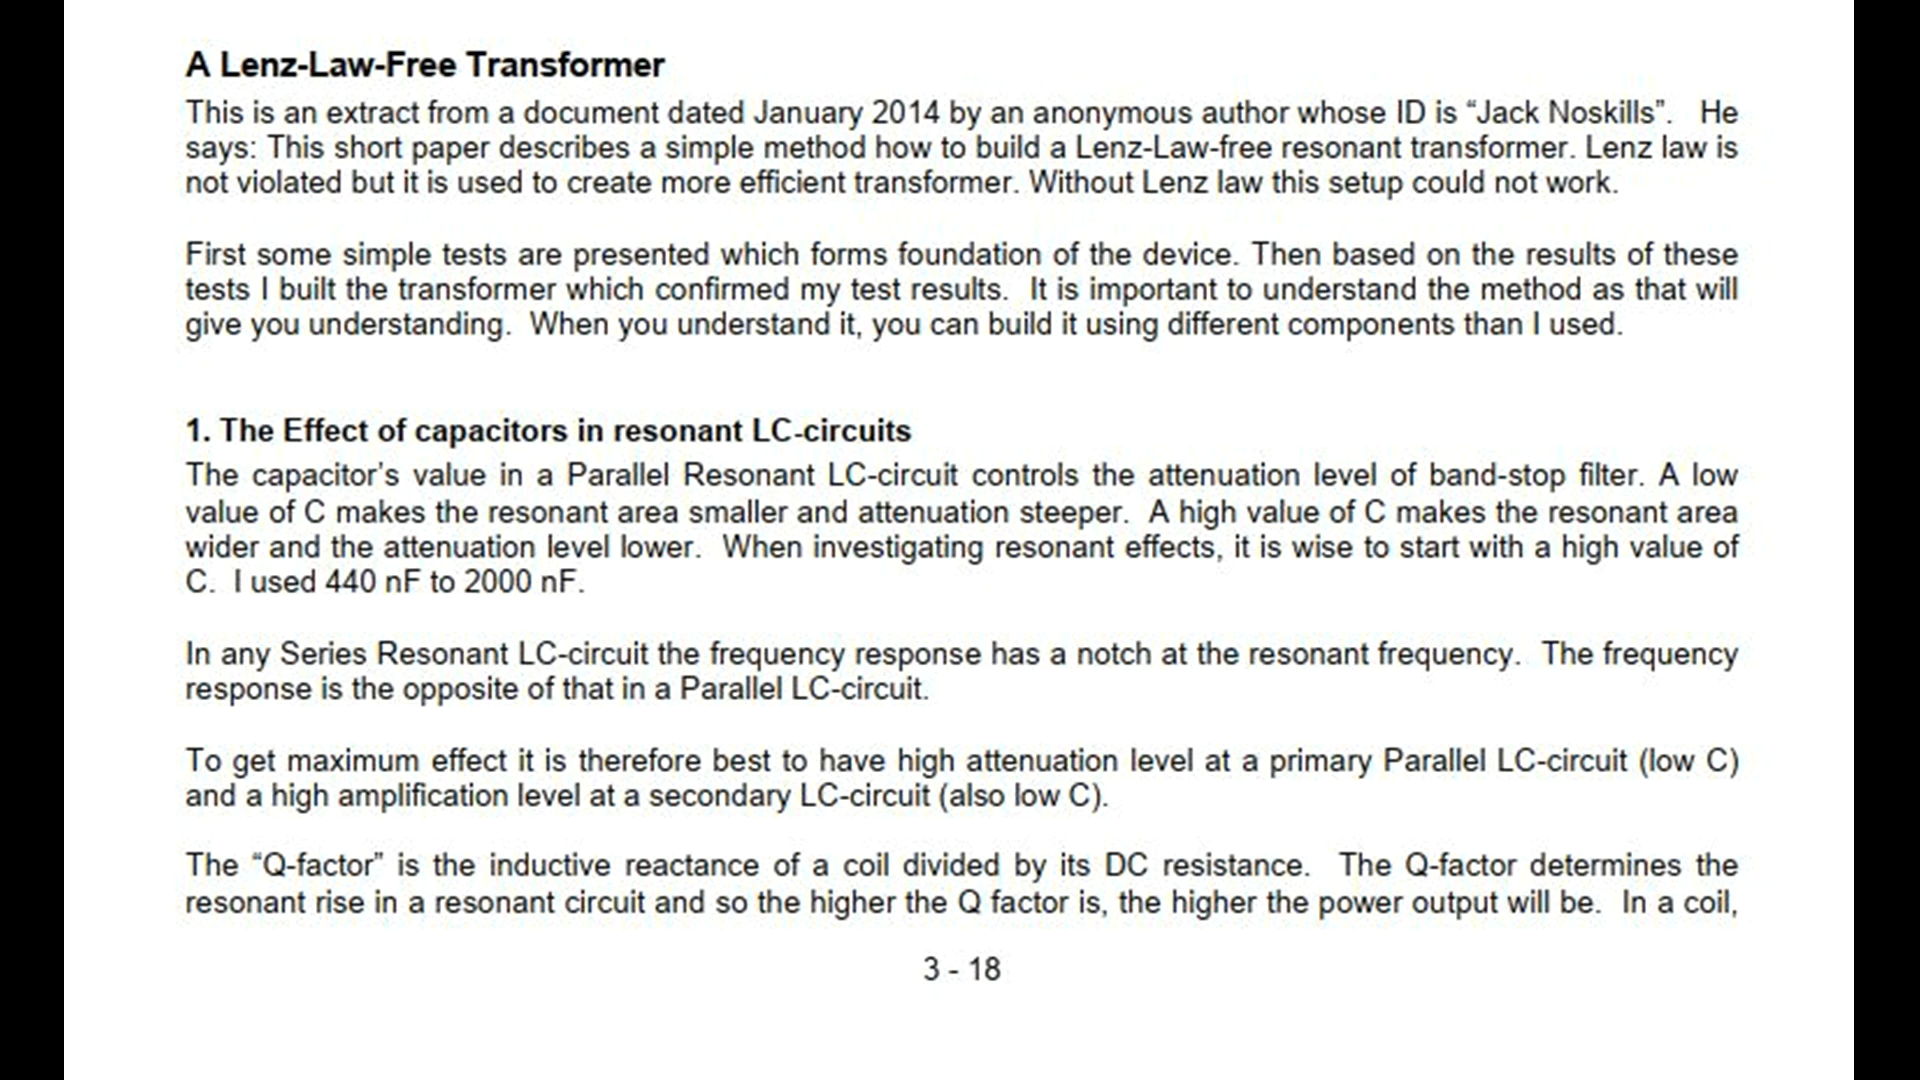 A Lenz-Law-Free Transformer
This is an extract from a document dated January 2014 by an anonymous author whose ID is “Jack Noskills”.   He
says: This short paper describes a simple method how to build a Lenz-Law-free resonant transformer. Lenz law is
not violated but it is used to create more efficient transformer. Without Lenz law this setup could not work.
First some simple tests are presented which forms foundation of the device. Then based on the results of these
tests I built the transformer which confirmed my test results.  It is important to understand the method as that will
give you understanding.  When you understand it, you can build it using different components than I used.
1. The Effect of capacitors in resonant LC-circuits
The capacitor’s value in a Parallel Resonant LC-circuit controls the attenuation level of band-stop filter. A low
value of C makes the resonant area smaller and attenuation steeper.  A high value of C makes the resonant area
wider and the attenuation level lower.  When investigating resonant effects, it is wise to start with a high value of
C.  I used 440 nF to 2000 nF.
In any Series Resonant LC-circuit the frequency response has a notch at the resonant frequency.  The frequency
response is the opposite of that in a Parallel LC-circuit.
To get maximum effect it is therefore best to have high attenuation level at a primary Parallel LC-circuit (low C)
and a high amplification level at a secondary LC-circuit (also low C).
The “Q-factor” is the inductive reactance of a coil divided by its DC resistance.  The Q-factor determines the
resonant rise in a resonant circuit and so the higher the Q factor is, the higher the power output will be.  In a coil,
3 - 18